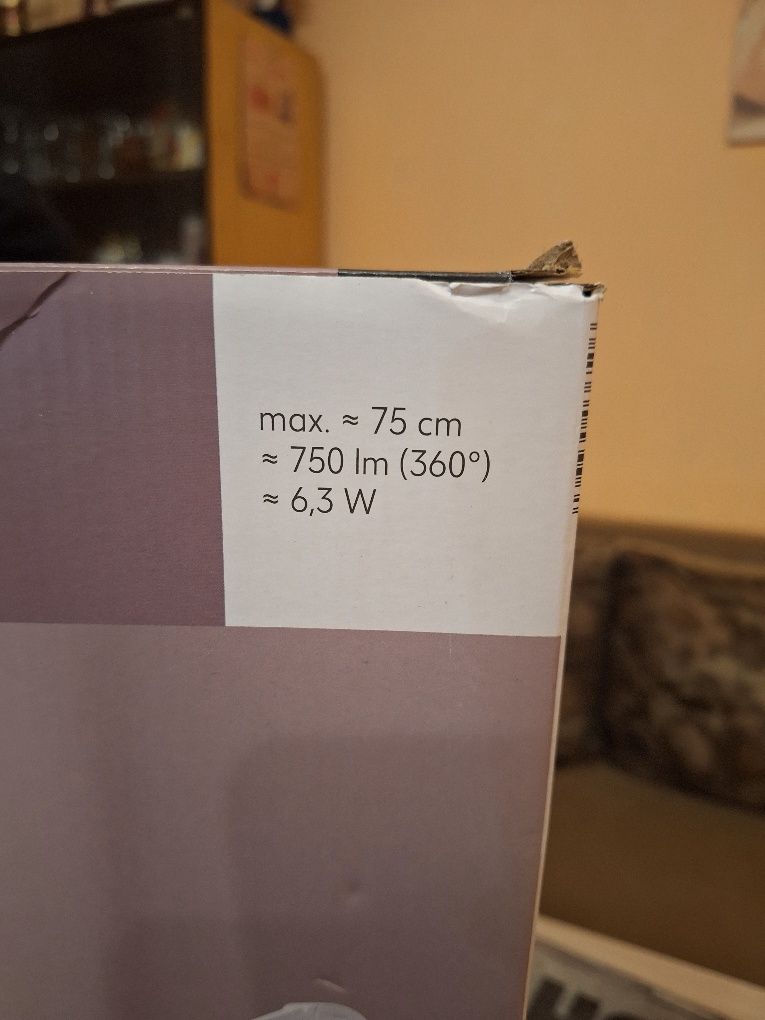 max. ≈ 75 cm
≈ 750 lm (360°)
≈ 6,3 W